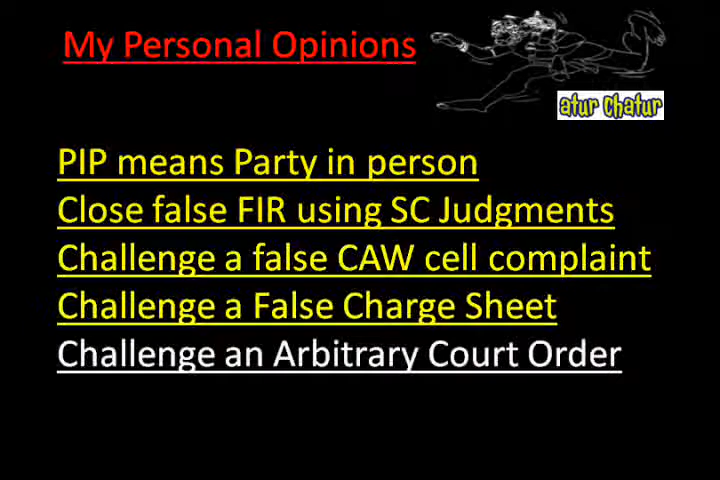 My Personal Opinions
atur chatur
PIP means Party in person
Close false FIR using SC Judgments
Challenge a false CAW cell complaint
Challenge a False Charge Sheet
Challenge an Arbitrary Court Order